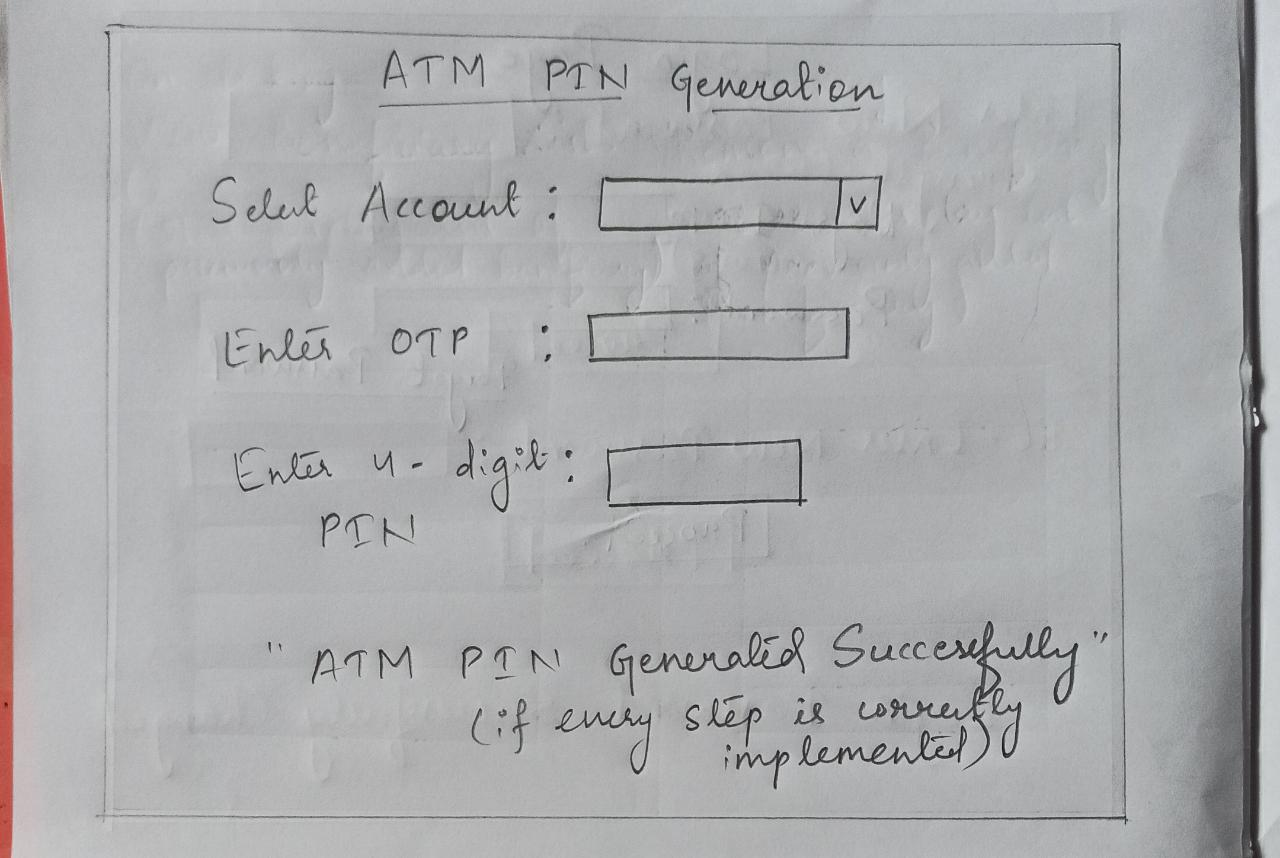 ATM PIN Generation
Select Account :
V
Enter OTP :
Enter 4 - digit :
PIN
" ATM PIN Generated Succesfully "
(if every step is correctly
implemented)